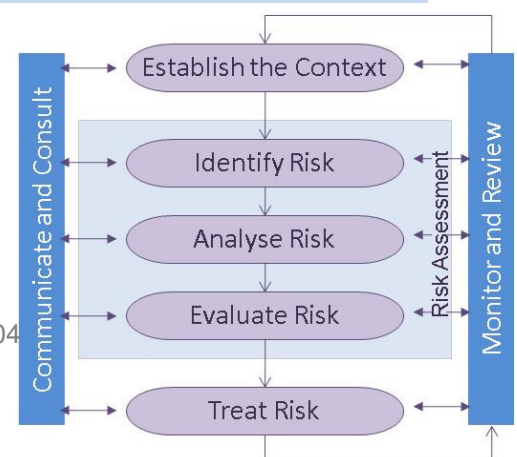 Establish the Context
Communicate and Consult
Identify Risk
Analyse Risk
Evaluate Risk
Risk Assessment
Monitor and Review
04
Treat Risk